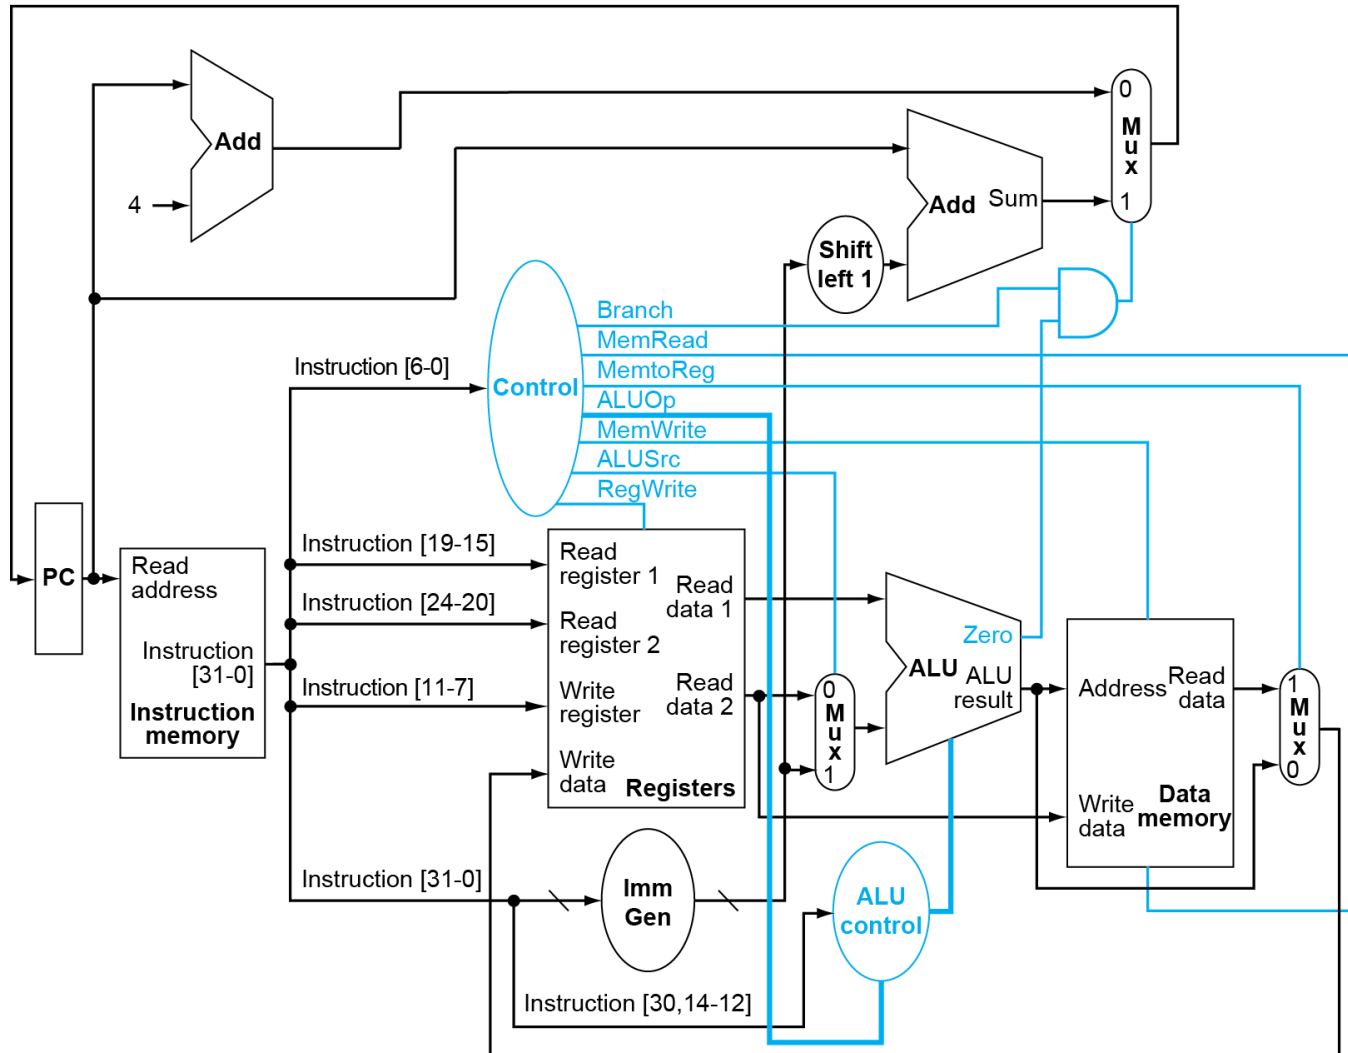 0
M
u
x
1
Add
4
Add
Sum
Shift
left 1
Branch
MemRead
MemtoReg
ALUOp
MemWrite
ALUSrc
RegWrite
Control
Instruction [6-0]
Instruction [19-15]
Instruction [24-20]
Instruction [11-7]
Instruction [31-0]
Instruction [30,14-12]
PC
Read
address
Instruction
[31-0]
Instruction
memory
Read
register 1
Read
register 2
Write
register
Write
data
Read
data 1
Read
data 2
Registers
Imm
Gen
0
M
u
x
1
Zero
ALU
ALU
result
ALU
control
Address
Read
data
Write
data
Data
memory
1
M
u
x
0